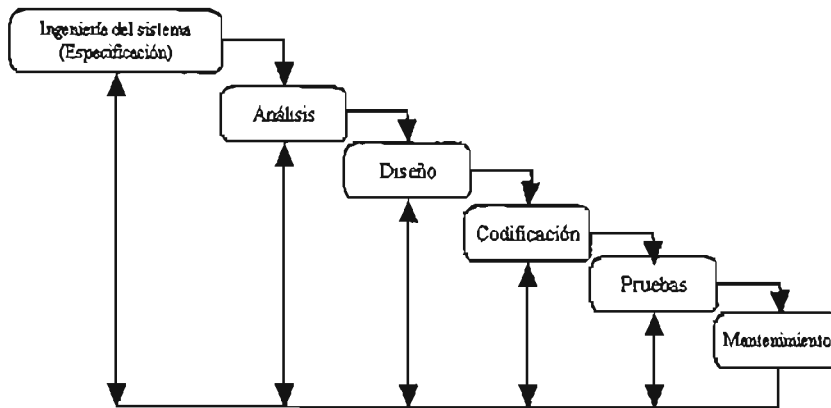 Ingeniería del sistema
(Especificación)
Análisis
Diseño
Codificación
Pruebas
Mantenimiento